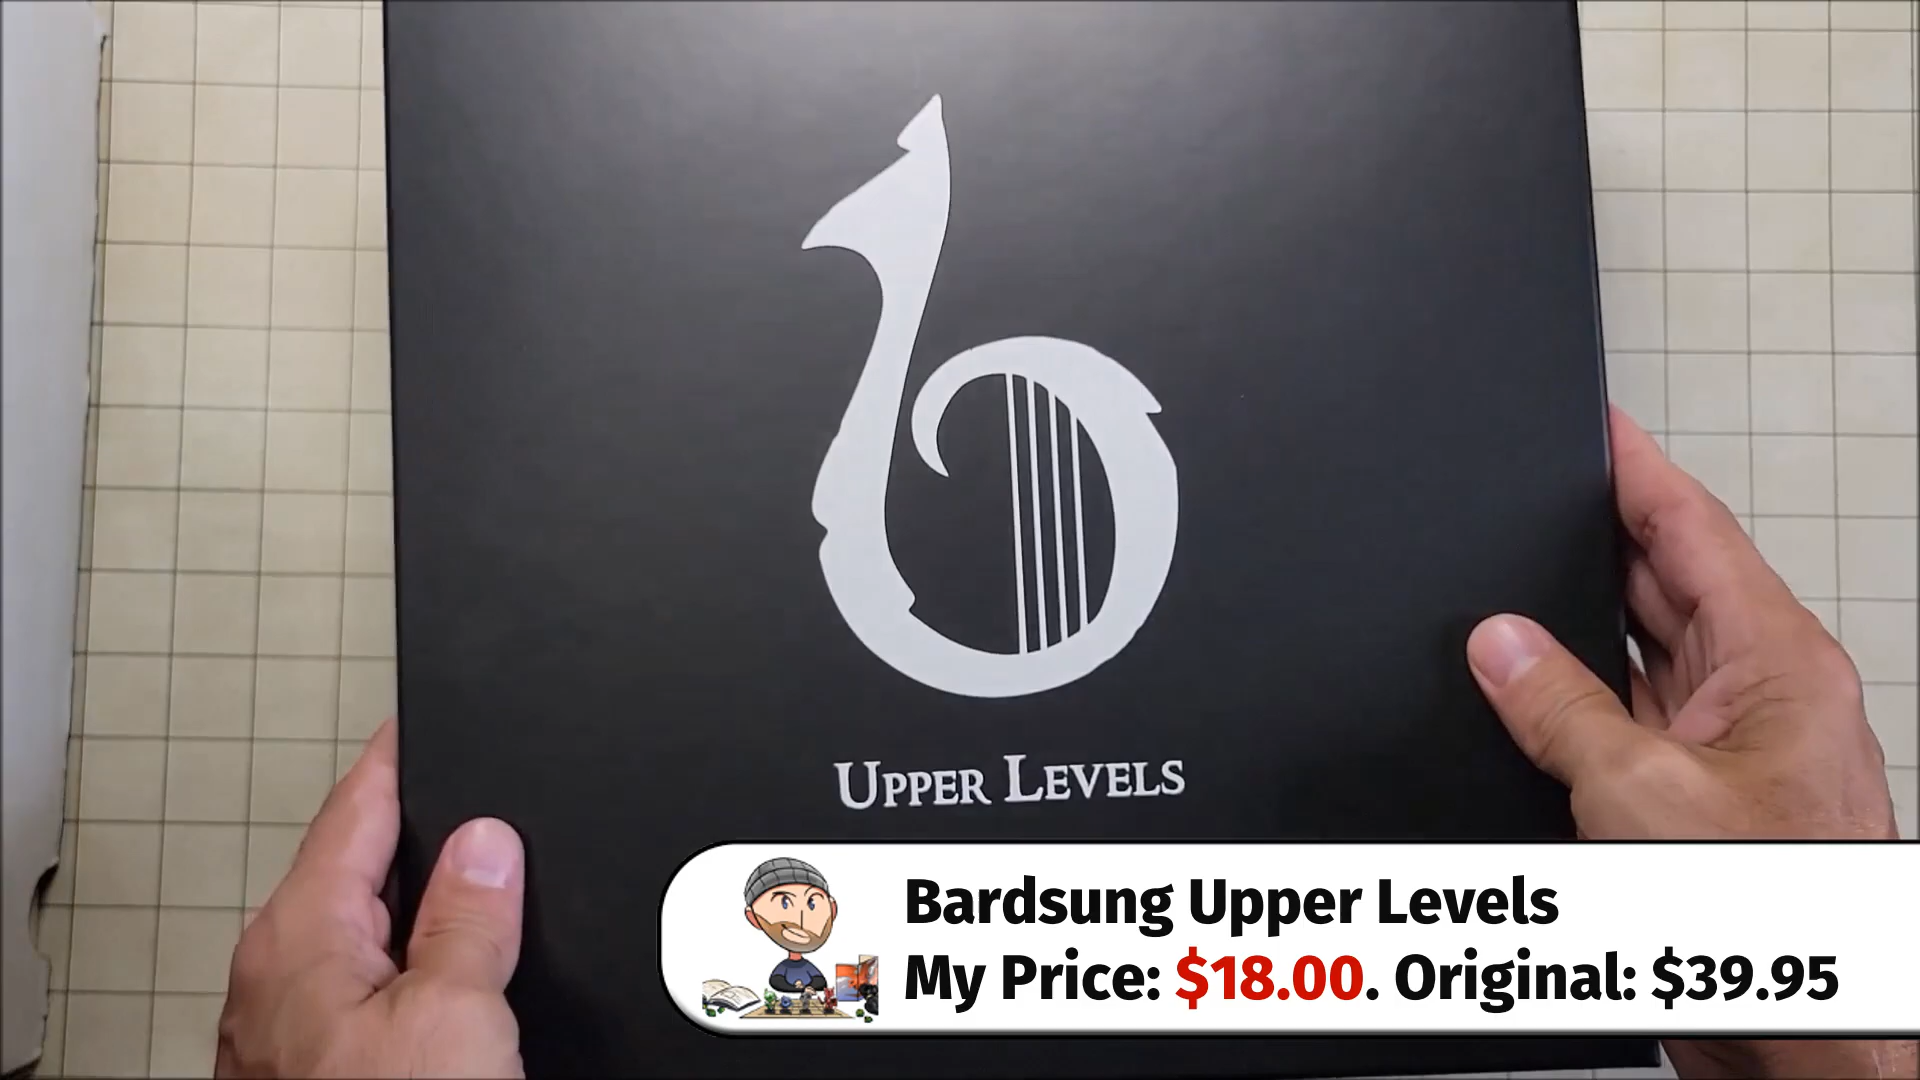 Upper Levels
Bardsung Upper Levels
My Price: $18.00. Original: $39.95